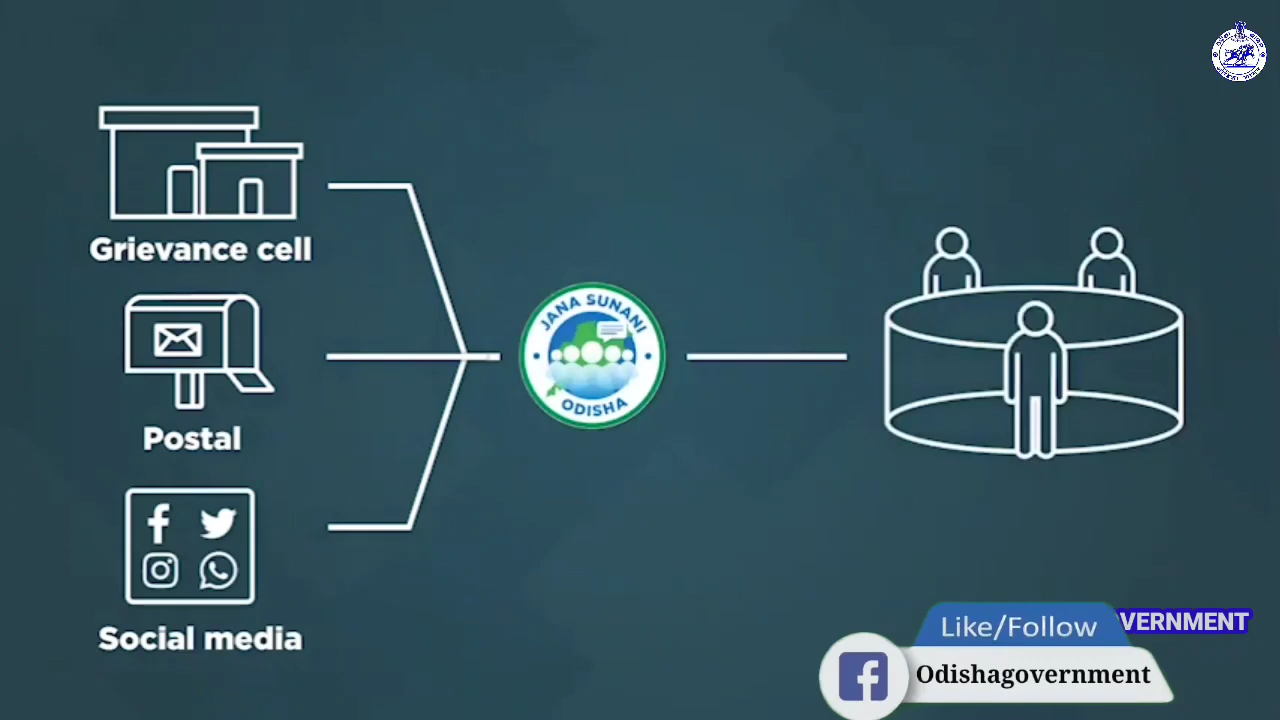 Grievance cell
Postal
Social media
JANA SUNANI
ODISHA
Like/Follow
VERNMENT
Odishagovernment